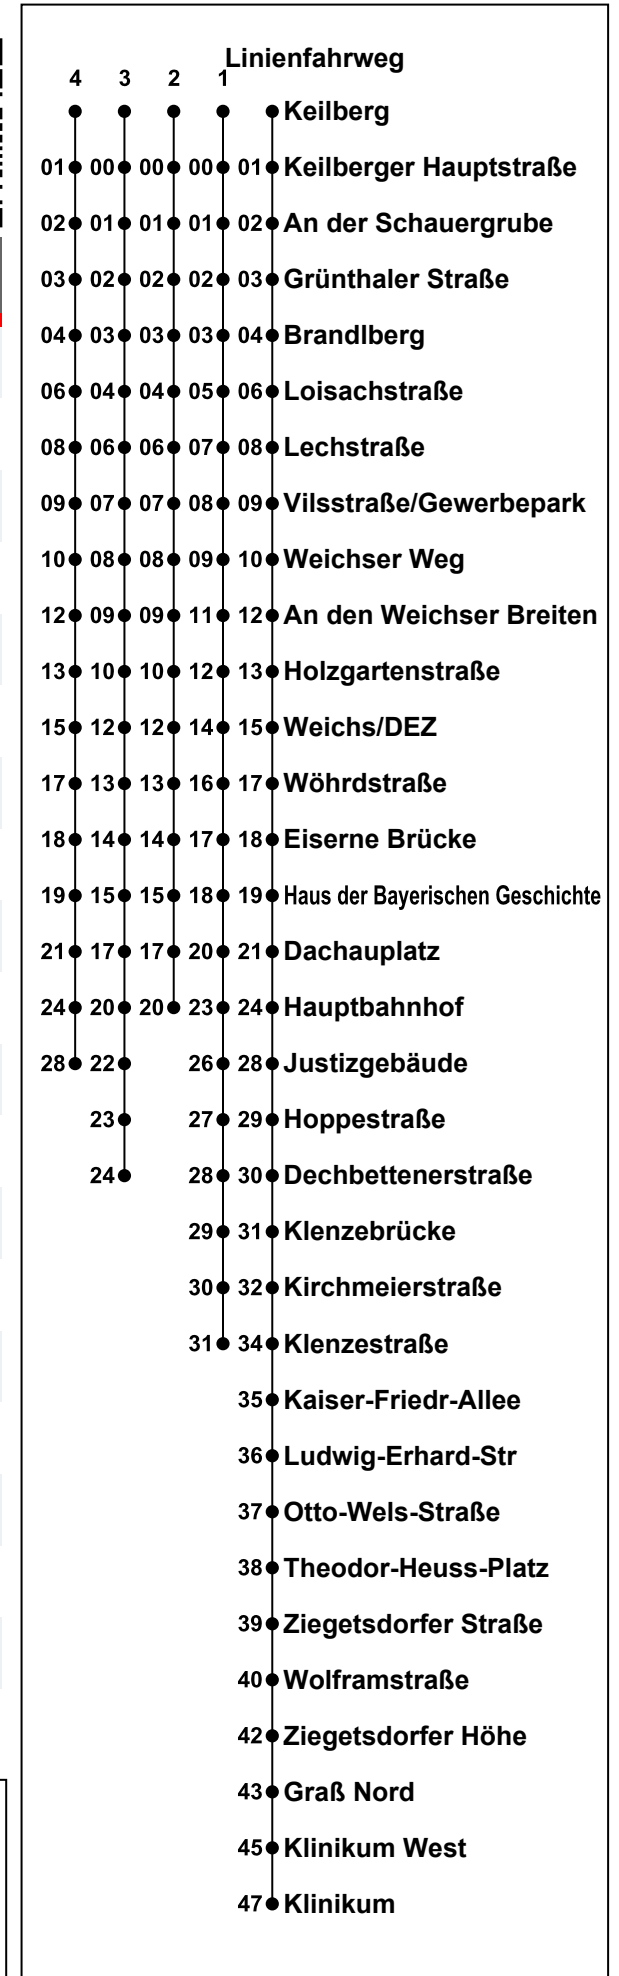 Linienfahrweg
4 3 2 1
Keilberg
01 00 00 00 01 Keilberger Hauptstraße
02 01 01 01 02 An der Schauergrube
03 02 02 02 03 Grünthaler Straße
04 03 03 03 04 Brandlberg
06 04 04 05 06 Loisachstraße
08 06 06 07 08 Lechstraße
09 07 07 08 09 Vilsstraße/Gewerbepark
10 08 08 09 10 Weichser Weg
12 09 09 11 12 An den Weichser Breiten
13 10 10 12 13 Holzgartenstraße
15 12 12 14 15 Weichs/DEZ
17 13 13 16 17 Wöhrdstraße
18 14 14 17 18 Eiserne Brücke
19 15 15 18 19 Haus der Bayerischen Geschichte
21 17 17 20 21 Dachauplatz
24 20 20 23 24 Hauptbahnhof
28 22 26 28 Justizgebäude
23 27 29 Hoppestraße
24 28 30 Dechbettenerstraße
29 31 Klenzebrücke
30 32 Kirchmeierstraße
31 34 Klenzestraße
35 Kaiser-Friedr-Allee
36 Ludwig-Erhard-Str
37 Otto-Wels-Straße
38 Theodor-Heuss-Platz
39 Ziegetsdorfer Straße
40 Wolframstraße
42 Ziegetsdorfer Höhe
43 Graß Nord
45 Klinikum West
47 Klinikum